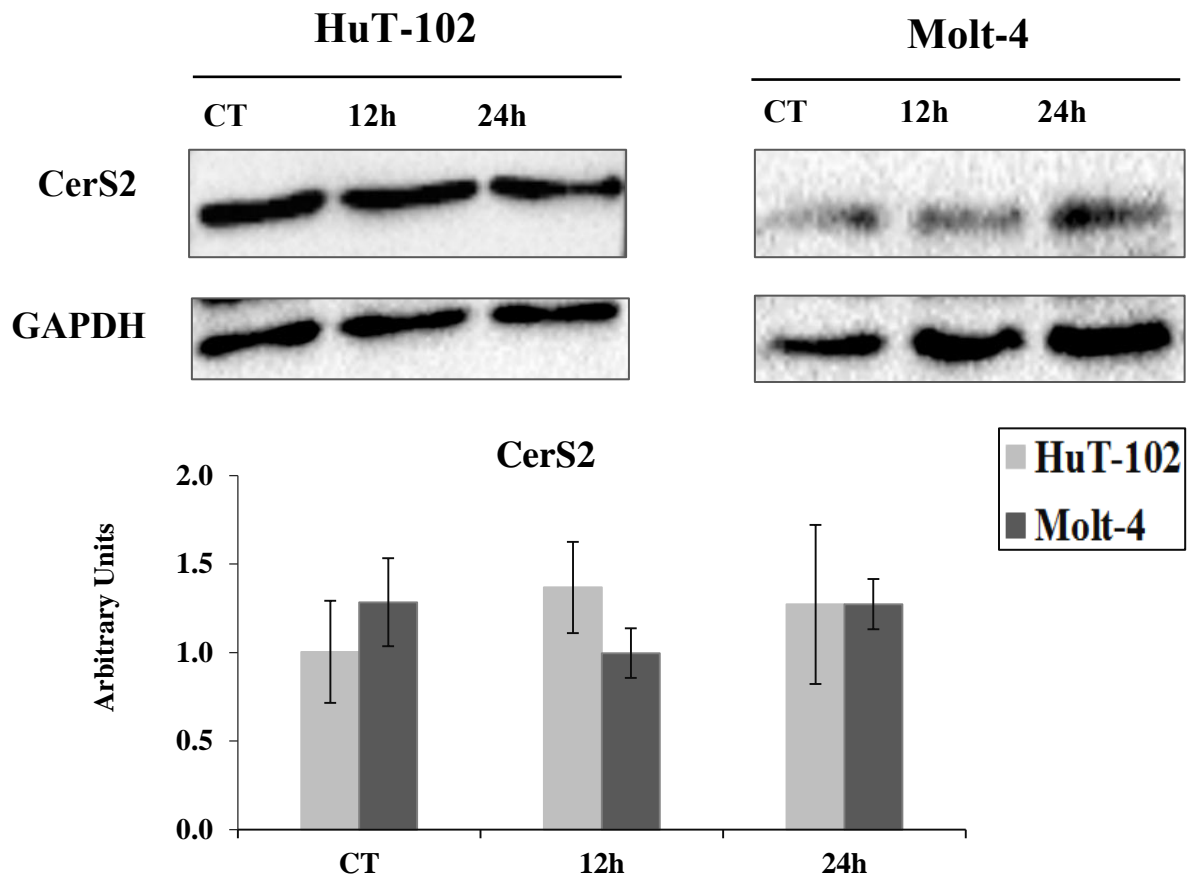 HuT-102
Molt-4
CT 12h 24h
CT 12h 24h
CerS2
GAPDH
CerS2
HuT-102
Molt-4
2.0
1.5
1.0
0.5
0.0
Arbitrary Units
CT 12h 24h